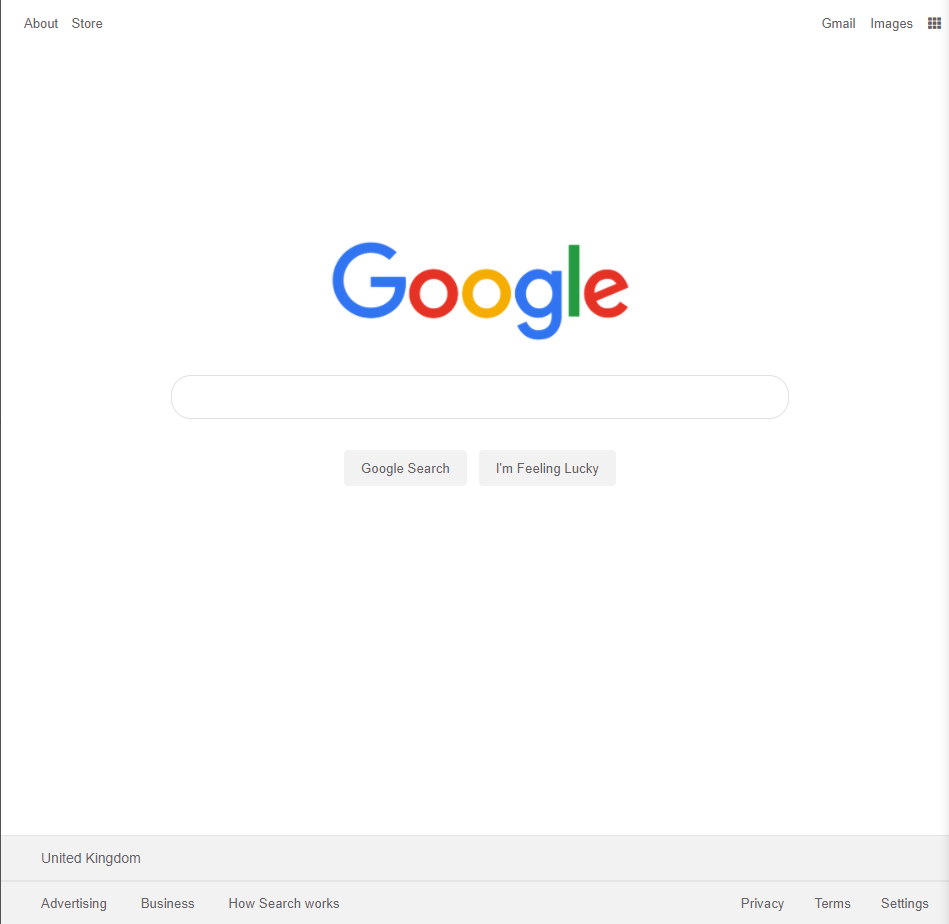 About Store Gmail Images
Google
Google Search I'm Feeling Lucky
United Kingdom
Advertising Business How Search works Privacy Terms Settings